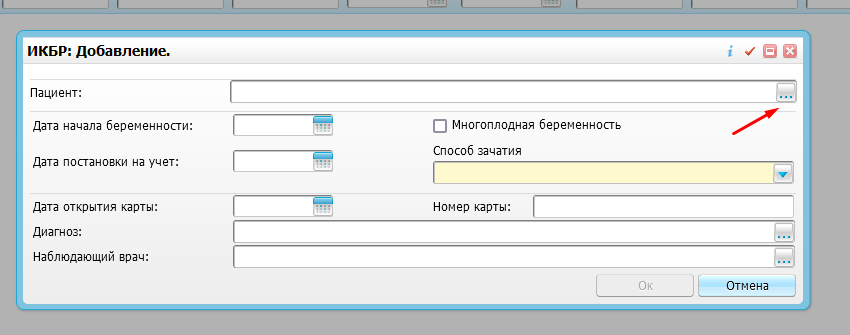 ИКБР: Добавление.
Пациент:
Дата начала беременности:
Многоплодная беременность
Дата постановки на учет:
Способ зачатия
Дата открытия карты:
Номер карты:
Диагноз:
Наблюдающий врач:
Ок
Отмена